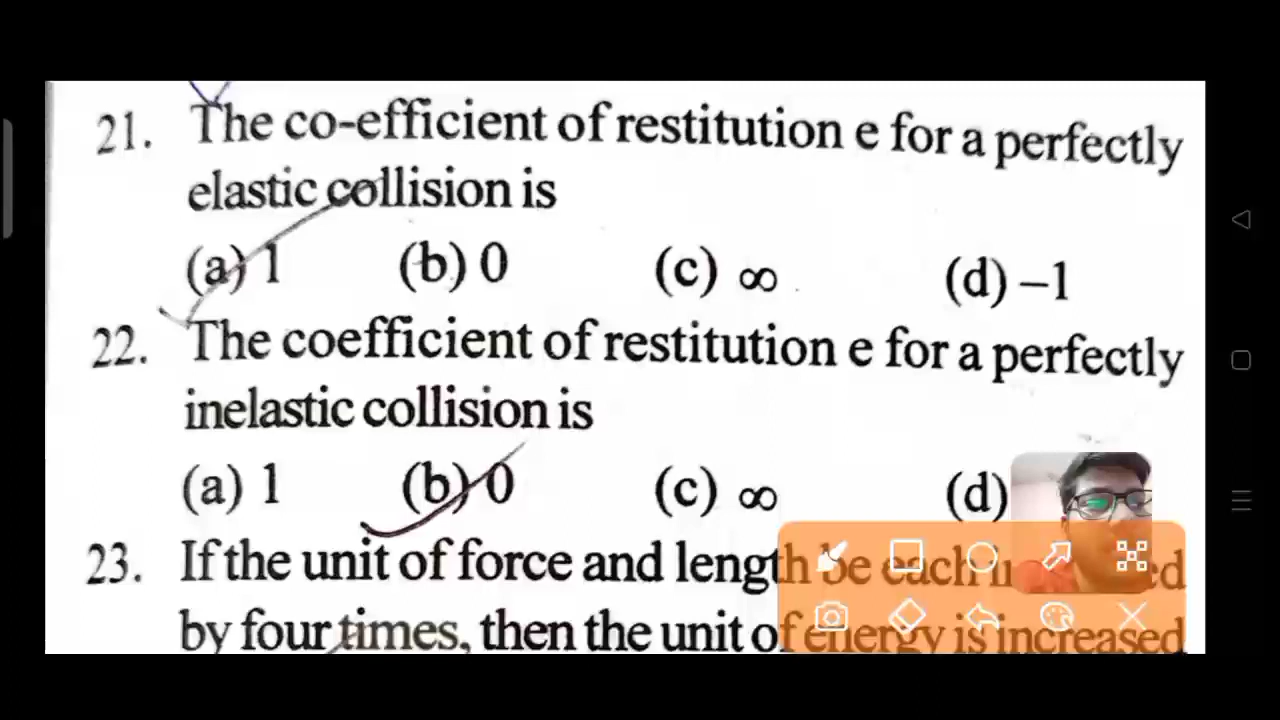 21. The co-efficient of restitution e for a perfectly
elastic collision is
(a) 1 (b) 0 (c) ∞ (d) –1
22. The coefficient of restitution e for a perfectly
inelastic collision is
(a) 1 (b) 0 (c) ∞ (d)
23. If the unit of force and length be each
by four times, then the unit of energy is increased